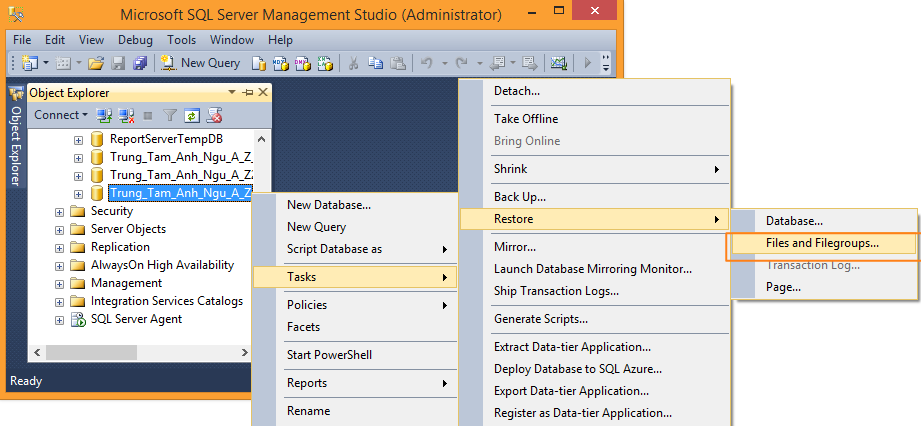 Microsoft SQL Server Management Studio (Administrator)
File Edit View Debug Tools Window Help
New Query
Object Explorer
Object Explorer
Connect
ReportServerTempDB
Trung_Tam_Anh_Ngu_A_Z_
Trung_Tam_Anh_Ngu_A_Z
Trung_Tam_Anh_Ngu_A_Z
Security
Server Objects
Replication
AlwaysOn High Availability
Management
Integration Services Catalogs
SQL Server Agent
Ready
New Database...
New Query
Script Database as
Tasks
Policies
Facets
Start PowerShell
Reports
Rename
Detach...
Take Offline
Bring Online
Shrink
Back Up...
Restore
Mirror...
Launch Database Mirroring Monitor...
Ship Transaction Logs...
Generate Scripts...
Extract Data-tier Application...
Deploy Database to SQL Azure...
Export Data-tier Application...
Register as Data-tier Application...
Database...
Files and Filegroups...
Transaction Log...
Page...